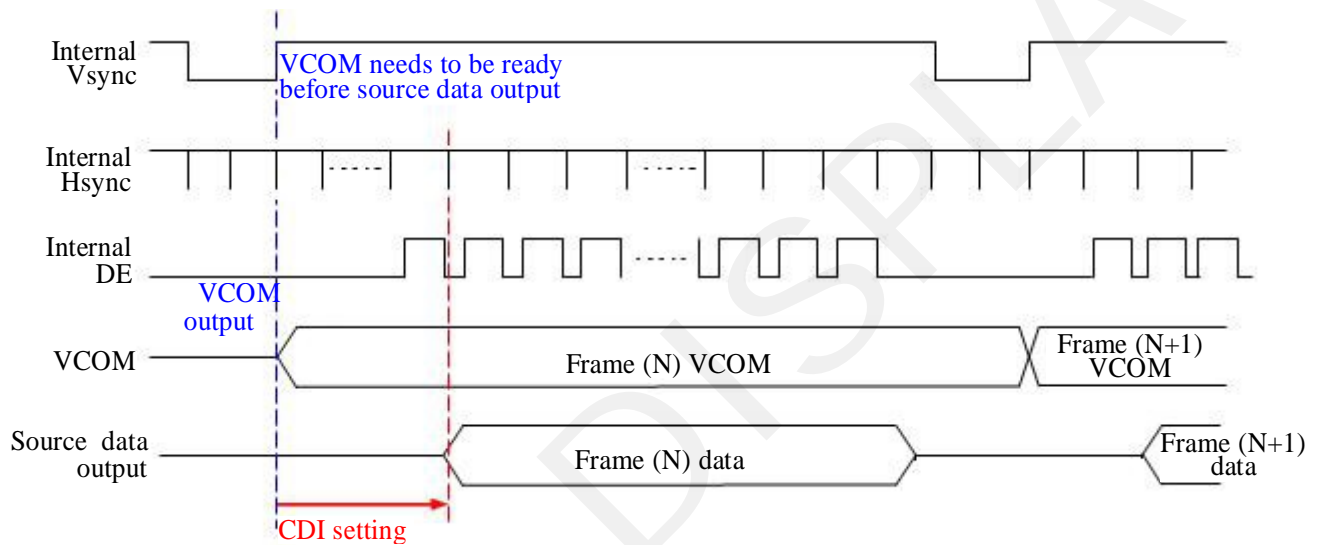 Internal
Vsync
VCOM needs to be ready
before source data output
Internal
Hsync
Internal
DE
VCOM
output
VCOM
Frame (N) VCOM
Frame (N+1)
VCOM
Source data
output
Frame (N) data
Frame (N+1)
data
CDI setting
DISPLA